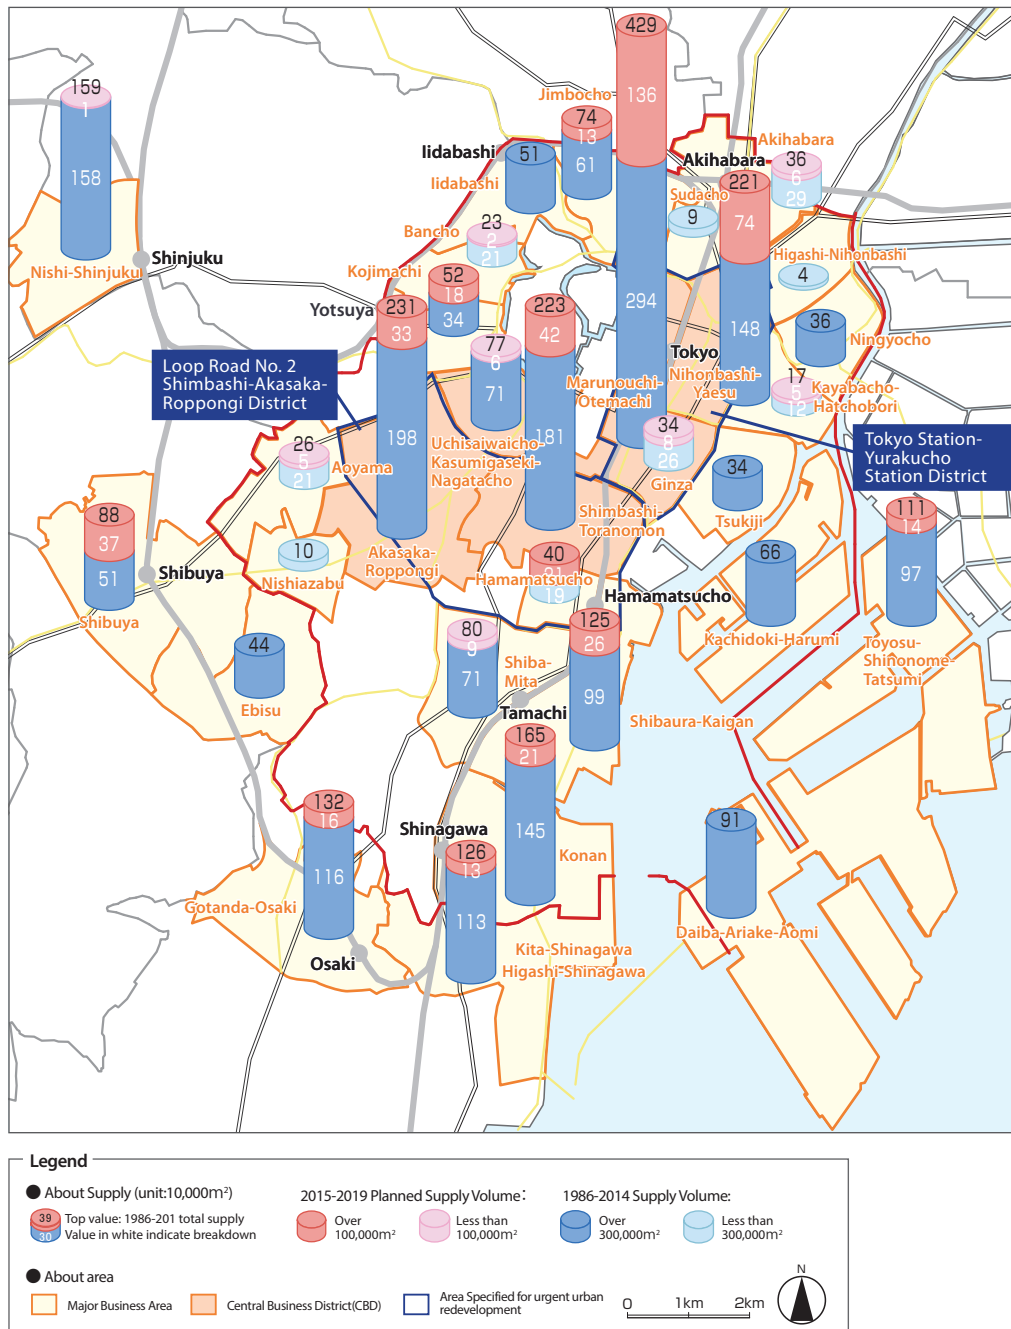 429
136
294
Marunouchi-
Otemachi
159
1
158
Nishi-Shinjuku
Shinjuku
Jimbocho
74
13
61
Iidabashi
51
Iidabashi
Akihabara
Akihabara
36
6
29
221
74
148
Tokyo
Nihonbashi-
Yaesu
Sudacho
9
Bancho
23
2
21
Higashi-Nihonbashi
4
Kojimachi
52
18
34
Yotsuya
231
33
198
Akasaka-
Roppongi
223
42
181
Shimbashi-
Toranomon
77
6
71
Uchisaiwaicho-
Kasumigaseki-
Nagatacho
36
Ningyocho
17
5
12
Kayabacho-
Hatchobori
Loop Road No. 2
Shimbashi-Akasaka-
Roppongi District
Tokyo Station-
Yurakucho
Station District
34
8
26
Ginza
26
5
21
Aoyama
34
Tsukiji
88
37
51
Shibuya
Shibuya
10
Nishiazabu
40
21
19
Hamamatsucho
Hamamatsucho
66
Kachidoki-Harumi
111
14
97
Toyosu-
Shinonome-
Tatsumi
44
Ebisu
80
9
71
Shiba-
Mita
125
26
99
Shibaura-Kaigan
Tamachi
165
21
145
Konan
132
16
116
Gotanda-Osaki
Osaki
Shinagawa
126
13
113
Kita-Shinagawa
Higashi-Shinagawa
91
Daiba-Ariake-Aomi
Legend
About Supply (unit:10,000m²)
39
30
Top value: 1986-201 total supply
Value in white indicate breakdown
2015-2019 Planned Supply Volume:
Over
100,000m²
Less than
100,000m²
1986-2014 Supply Volume:
Over
300,000m²
Less than
300,000m²
About area
Major Business Area
Central Business District(CBD)
Area Specified for urgent urban
redevelopment
0 1km 2km
N